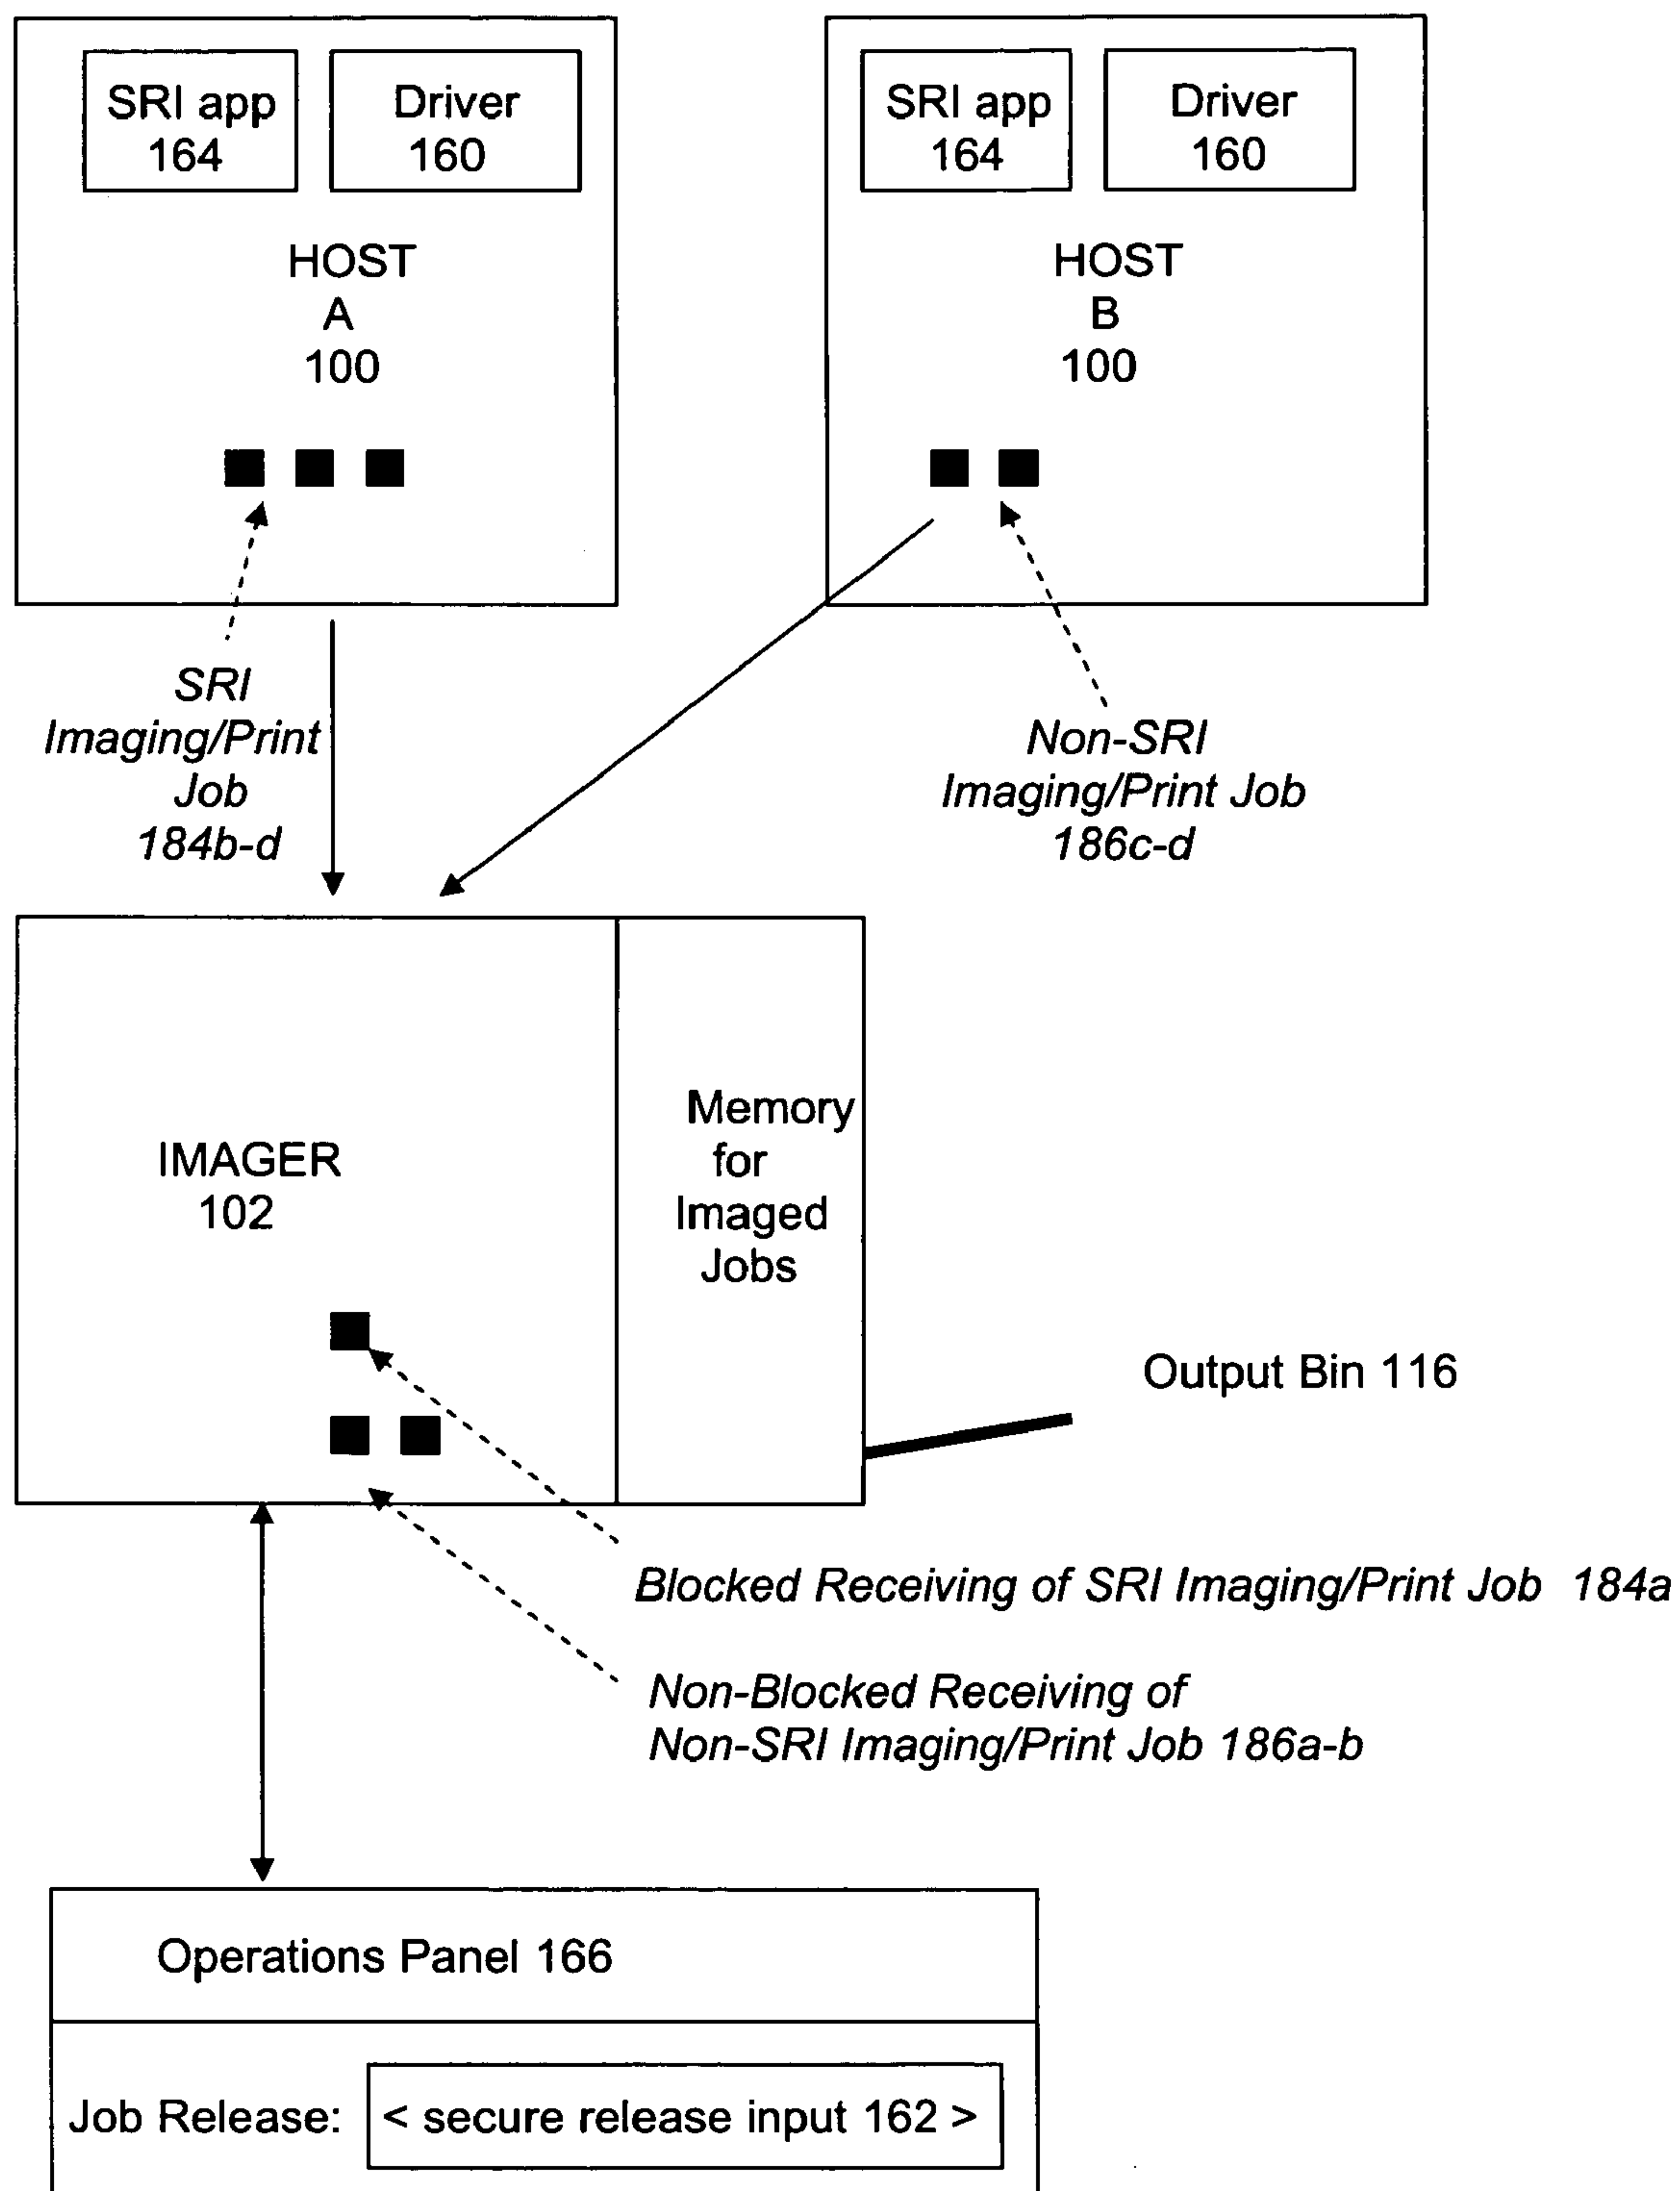 SRI app
164
Driver
160
HOST
A
100
SRI app
164
Driver
160
HOST
B
100
SRI
Imaging/Print
Job
184b-d
Non-SRI
Imaging/Print Job
186c-d
IMAGER
102
Memory
for
Imaged
Jobs
Output Bin 116
Blocked Receiving of SRI Imaging/Print Job 184a
Non-Blocked Receiving of
Non-SRI Imaging/Print Job 186a-b
Operations Panel 166
Job Release: < secure release input 162 >